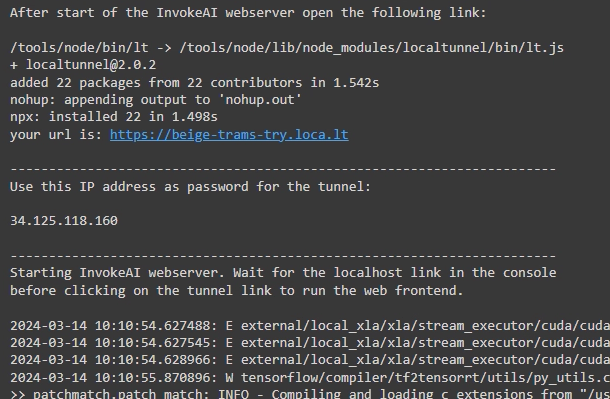 After start of the InvokeAI webserver open the following link:
/tools/node/bin/lt -> /tools/node/lib/node_modules/localtunnel/bin/lt.js
+ localtunnel@2.0.2
added 22 packages from 22 contributors in 1.542s
nohup: appending output to 'nohup.out'
npx: installed 22 in 1.498s
your url is: https://beige-trams-try.loca.lt
----------------------------------------------------------------------
Use this IP address as password for the tunnel:
34.125.118.160
----------------------------------------------------------------------
Starting InvokeAI webserver. Wait for the localhost link in the console
before clicking on the tunnel link to run the web frontend.
2024-03-14 10:10:54.627488: E external/local_xla/xla/stream_executor/cuda/cuda
2024-03-14 10:10:54.627545: E external/local_xla/xla/stream_executor/cuda/cuda
2024-03-14 10:10:54.628966: E external/local_xla/xla/stream_executor/cuda/cuda
2024-03-14 10:10:55.870896: W tensorflow/compiler/tf2tensorrt/utils/py_utils.c
>> patchmatch.patch_match: INFO - Compiling and loading c extensions from "/us